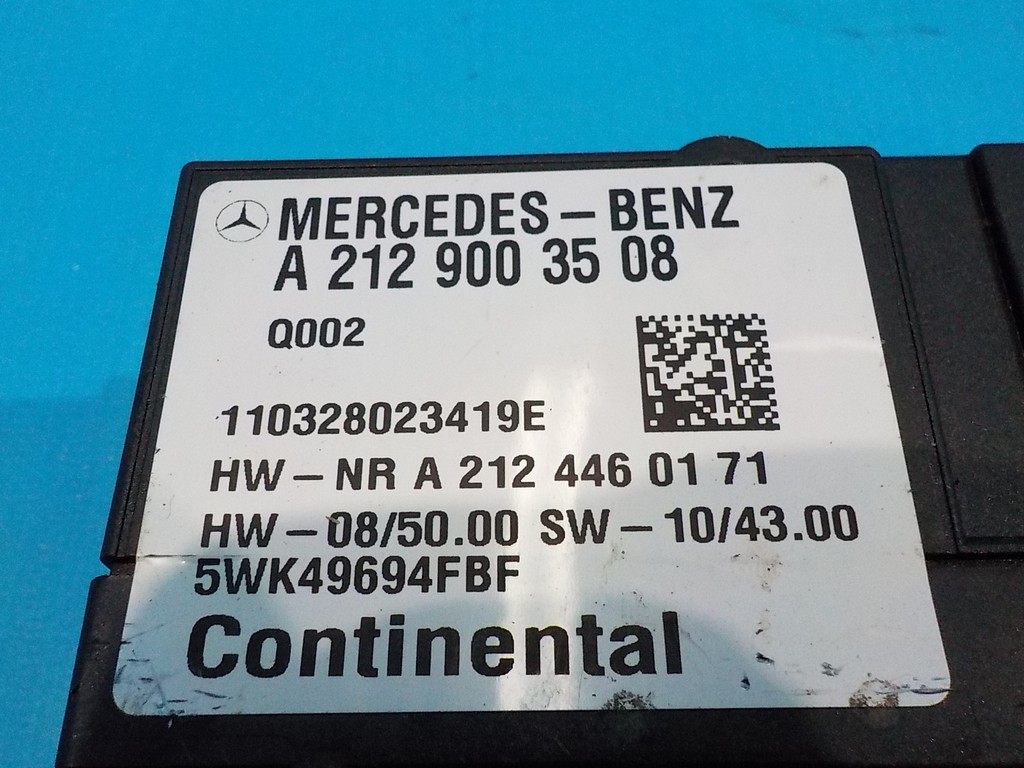 MERCEDES-BENZ
A 212 900 35 08
Q002
110328023419E
HW-NR A 212 446 01 71
HW-08/50.00 SW-10/43.00
5WK49694FBF
Continental